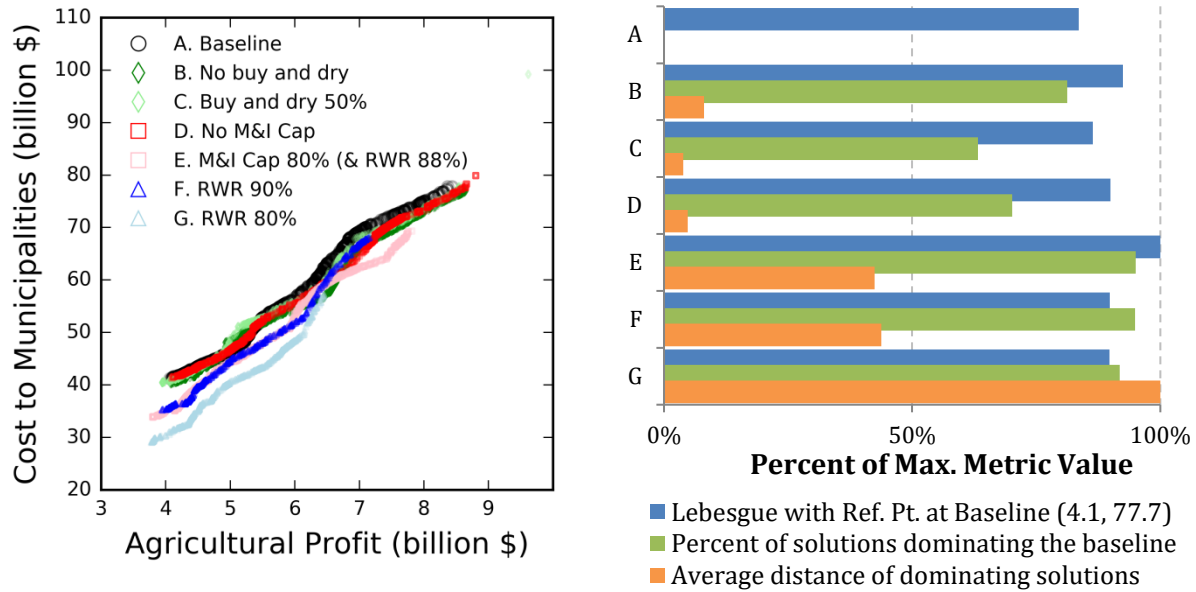 110
100
90
80
70
60
50
40
30
20
Cost to Municipalities (billion $)
A. Baseline
B. No buy and dry
C. Buy and dry 50%
D. No M&I Cap
E. M&I Cap 80% (& RWR 88%)
F. RWR 90%
G. RWR 80%
3 4 5 6 7 8 9
Agricultural Profit (billion $)
A
B
C
D
E
F
G
0% 50% 100%
Percent of Max. Metric Value
Lebesgue with Ref. Pt. at Baseline (4.1, 77.7)
Percent of solutions dominating the baseline
Average distance of dominating solutions